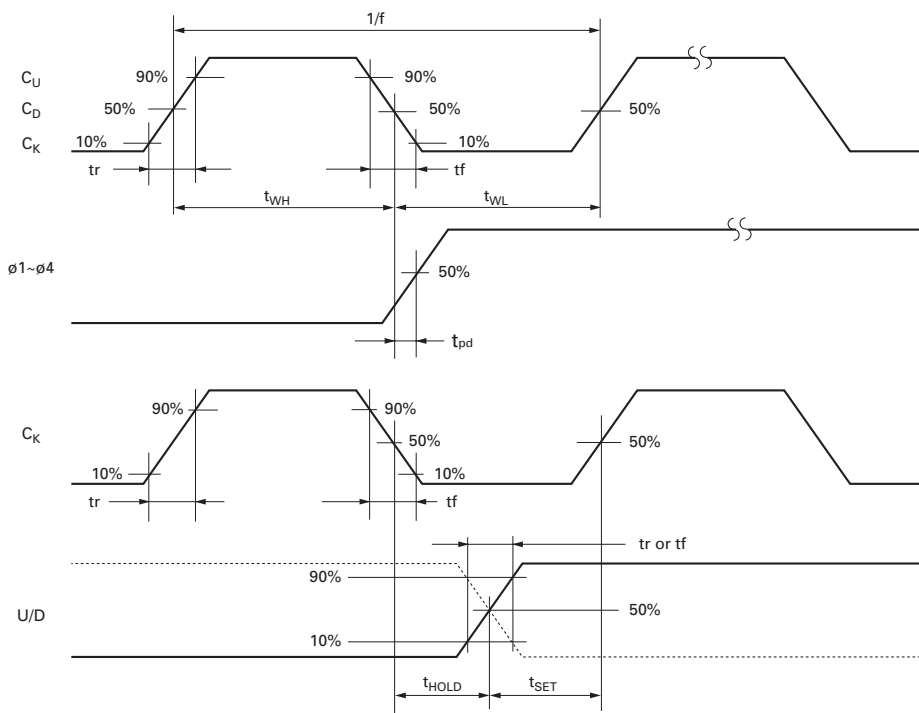 1/f
C_U 90% 90%
C_D 50% 50% 50%
C_K 10% 10%
tr tf
t_WH t_WL
ø1~ø4 50%
t_pd
C_K 90% 90%
50% 50%
10% 10%
tr tf
tr or tf
90%
U/D 50%
10%
t_HOLD t_SET